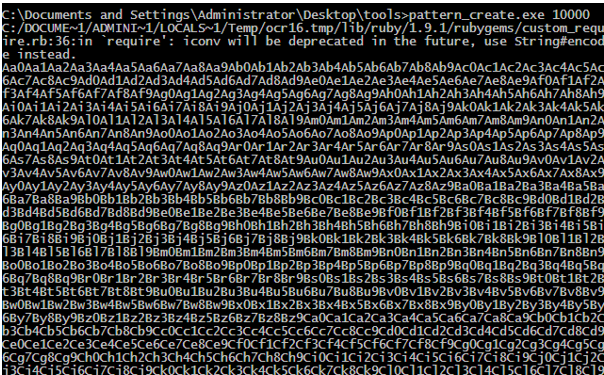 C:\Documents and Settings\Administrator\Desktop\tools>pattern_create.exe 10000
C:/DOCUME~1/ADMINI~1/LOCALS~1/Temp/ocr16.tmp/lib/ruby/1.9.1/rubygems/custom_requ
ire.rb:36:in `require': iconv will be deprecated in the future, use String#encod
e instead.
Aa0Aa1Aa2Aa3Aa4Aa5Aa6Aa7Aa8Aa9Ab0Ab1Ab2Ab3Ab4Ab5Ab6Ab7Ab8Ab9Ac0Ac1Ac2Ac3Ac4Ac5Ac
6Ac7Ac8Ac9Ad0Ad1Ad2Ad3Ad4Ad5Ad6Ad7Ad8Ad9Ae0Ae1Ae2Ae3Ae4Ae5Ae6Ae7Ae8Ae9Af0Af1Af2A
f3Af4Af5Af6Af7Af8Af9Ag0Ag1Ag2Ag3Ag4Ag5Ag6Ag7Ag8Ag9Ah0Ah1Ah2Ah3Ah4Ah5Ah6Ah7Ah8Ah9
Ai0Ai1Ai2Ai3Ai4Ai5Ai6Ai7Ai8Ai9Aj0Aj1Aj2Aj3Aj4Aj5Aj6Aj7Aj8Aj9Ak0Ak1Ak2Ak3Ak4Ak5Ak
6Ak7Ak8Ak9Al0Al1Al2Al3Al4Al5Al6Al7Al8Al9Am0Am1Am2Am3Am4Am5Am6Am7Am8Am9An0An1An2A
n3An4An5An6An7An8An9Ao0Ao1Ao2Ao3Ao4Ao5Ao6Ao7Ao8Ao9Ap0Ap1Ap2Ap3Ap4Ap5Ap6Ap7Ap8Ap9
Aq0Aq1Aq2Aq3Aq4Aq5Aq6Aq7Aq8Aq9Ar0Ar1Ar2Ar3Ar4Ar5Ar6Ar7Ar8Ar9As0As1As2As3As4As5As
6As7As8As9At0At1At2At3At4At5At6At7At8At9Au0Au1Au2Au3Au4Au5Au6Au7Au8Au9Av0Av1Av2A
v3Av4Av5Av6Av7Av8Av9Aw0Aw1Aw2Aw3Aw4Aw5Aw6Aw7Aw8Aw9Ax0Ax1Ax2Ax3Ax4Ax5Ax6Ax7Ax8Ax9
Ay0Ay1Ay2Ay3Ay4Ay5Ay6Ay7Ay8Ay9Az0Az1Az2Az3Az4Az5Az6Az7Az8Az9Ba0Ba1Ba2Ba3Ba4Ba5Ba
6Ba7Ba8Ba9Bb0Bb1Bb2Bb3Bb4Bb5Bb6Bb7Bb8Bb9Bc0Bc1Bc2Bc3Bc4Bc5Bc6Bc7Bc8Bc9Bd0Bd1Bd2B
d3Bd4Bd5Bd6Bd7Bd8Bd9Be0Be1Be2Be3Be4Be5Be6Be7Be8Be9Bf0Bf1Bf2Bf3Bf4Bf5Bf6Bf7Bf8Bf9
Bg0Bg1Bg2Bg3Bg4Bg5Bg6Bg7Bg8Bg9Bh0Bh1Bh2Bh3Bh4Bh5Bh6Bh7Bh8Bh9Bi0Bi1Bi2Bi3Bi4Bi5Bi
6Bi7Bi8Bi9Bj0Bj1Bj2Bj3Bj4Bj5Bj6Bj7Bj8Bj9Bk0Bk1Bk2Bk3Bk4Bk5Bk6Bk7Bk8Bk9Bl0Bl1Bl2B
l3Bl4Bl5Bl6Bl7Bl8Bl9Bm0Bm1Bm2Bm3Bm4Bm5Bm6Bm7Bm8Bm9Bn0Bn1Bn2Bn3Bn4Bn5Bn6Bn7Bn8Bn9
Bo0Bo1Bo2Bo3Bo4Bo5Bo6Bo7Bo8Bo9Bp0Bp1Bp2Bp3Bp4Bp5Bp6Bp7Bp8Bp9Bq0Bq1Bq2Bq3Bq4Bq5Bq
6Bq7Bq8Bq9Br0Br1Br2Br3Br4Br5Br6Br7Br8Br9Bs0Bs1Bs2Bs3Bs4Bs5Bs6Bs7Bs8Bs9Bt0Bt1Bt2B
t3Bt4Bt5Bt6Bt7Bt8Bt9Bu0Bu1Bu2Bu3Bu4Bu5Bu6Bu7Bu8Bu9Bv0Bv1Bv2Bv3Bv4Bv5Bv6Bv7Bv8Bv9
Bw0Bw1Bw2Bw3Bw4Bw5Bw6Bw7Bw8Bw9Bx0Bx1Bx2Bx3Bx4Bx5Bx6Bx7Bx8Bx9By0By1By2By3By4By5By
6By7By8By9Bz0Bz1Bz2Bz3Bz4Bz5Bz6Bz7Bz8Bz9Ca0Ca1Ca2Ca3Ca4Ca5Ca6Ca7Ca8Ca9Cb0Cb1Cb2C
b3Cb4Cb5Cb6Cb7Cb8Cb9Cc0Cc1Cc2Cc3Cc4Cc5Cc6Cc7Cc8Cc9Cd0Cd1Cd2Cd3Cd4Cd5Cd6Cd7Cd8Cd9
Ce0Ce1Ce2Ce3Ce4Ce5Ce6Ce7Ce8Ce9Cf0Cf1Cf2Cf3Cf4Cf5Cf6Cf7Cf8Cf9Cg0Cg1Cg2Cg3Cg4Cg5Cg
6Cg7Cg8Cg9Ch0Ch1Ch2Ch3Ch4Ch5Ch6Ch7Ch8Ch9Ci0Ci1Ci2Ci3Ci4Ci5Ci6Ci7Ci8Ci9Cj0Cj1Cj2C
j3Cj4Cj5Cj6Cj7Cj8Cj9Ck0Ck1Ck2Ck3Ck4Ck5Ck6Ck7Ck8Ck9Cl0Cl1Cl2Cl3Cl4Cl5Cl6Cl7Cl8Cl9